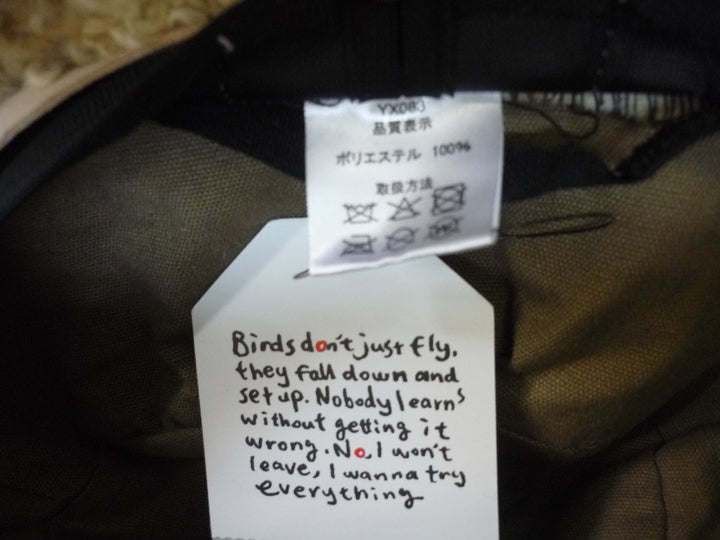 YX083
品質表示
ポリエステル 100%
取扱方法
Birds don't just fly,
they fall down and
set up. Nobody learns
without getting it
wrong. No, I won't
leave, I wanna try
everything